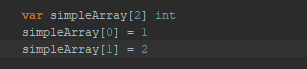 var simpleArray[2] int
simpleArray[0] = 1
simpleArray[1] = 2